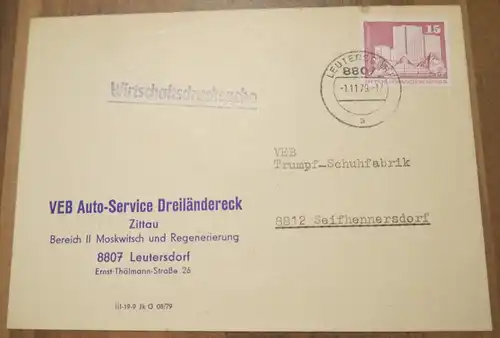 15
LEUTERSDORF
8807
-1.11.79.-17
a
Wirtschaftsdrucksache
VEB
Trumpf-Schuhfabrik
8812 Seifhennersdorf
VEB Auto-Service Dreiländereck
Zittau
Bereich II Moskwitsch und Regenerierung
8807 Leutersdorf
Ernst-Thälmann-Straße 26
III-19-9 Jk G 08/79